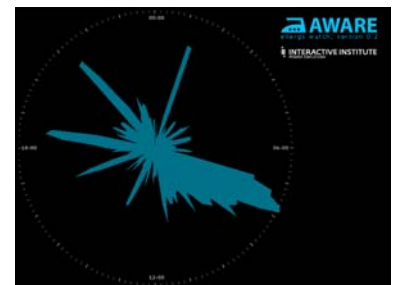 00:00
AWARE
energy watch, version 0.2
INTERACTIVE INSTITUTE
18:00
06:00
12:00